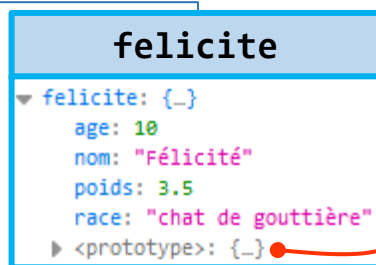 felicite
felicite: {…}
age: 10
nom: "Félicité"
poids: 3.5
race: "chat de gouttière"
<prototype>: {…}